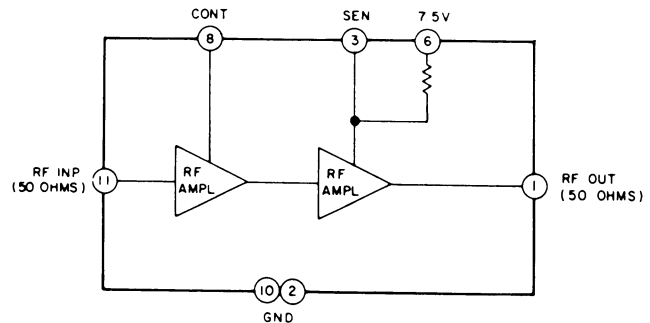 CONT
SEN
7.5V
8
3
6
RF INP
(50 OHMS)
11
RF
AMPL
RF
AMPL
1
RF OUT
(50 OHMS)
10
2
GND